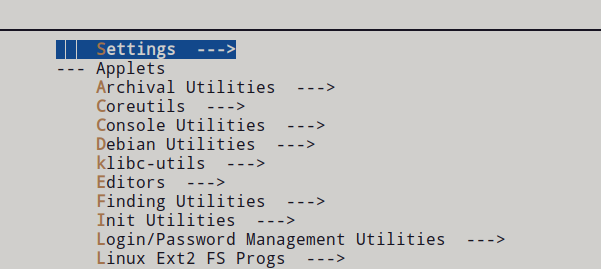 Settings  --->
--- Applets
Archival Utilities  --->
Coreutils  --->
Console Utilities  --->
Debian Utilities  --->
klibc-utils  --->
Editors  --->
Finding Utilities  --->
Init Utilities  --->
Login/Password Management Utilities  --->
Linux Ext2 FS Progs  --->